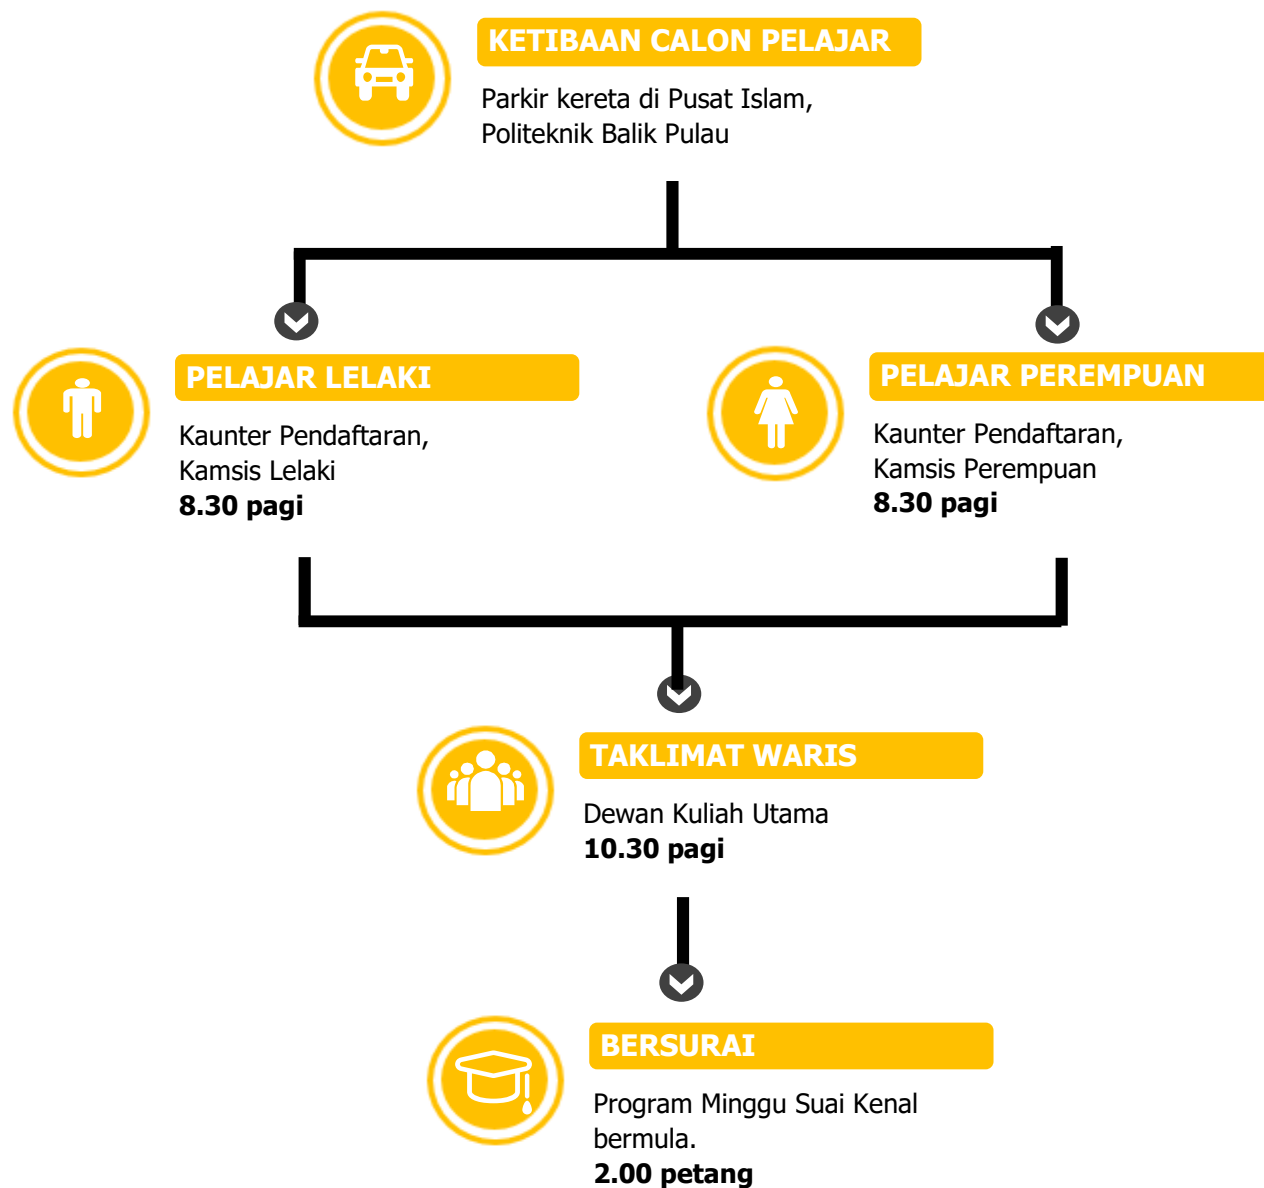 KETIBAAN CALON PELAJAR
Parkir kereta di Pusat Islam,
Politeknik Balik Pulau
PELAJAR LELAKI
Kaunter Pendaftaran,
Kamsis Lelaki
8.30 pagi
PELAJAR PEREMPUAN
Kaunter Pendaftaran,
Kamsis Perempuan
8.30 pagi
TAKLIMAT WARIS
Dewan Kuliah Utama
10.30 pagi
BERSURAI
Program Minggu Suai Kenal
bermula.
2.00 petang